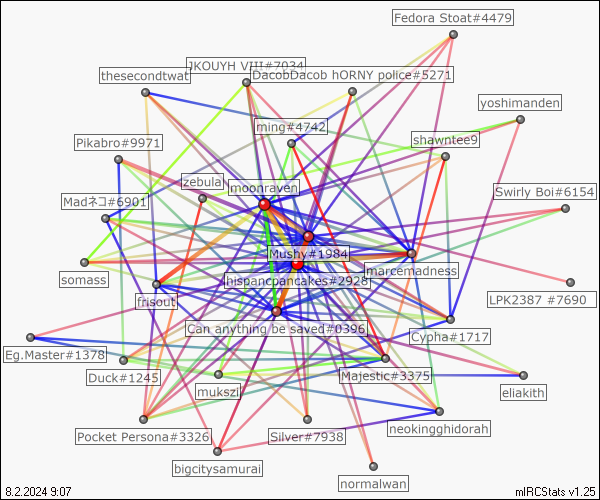 Fedora Stoat#4479
JKOUYH VIII#7034
thesecondtwat
DacobDacob hORNY police#5271
yoshimanden
ming#4742
shawntee9
Pikabro#9971
zebula
moonraven
Swirly Boi#6154
Madネコ#6901
Mushy#1984
marcemadness
somass
hispancpancakes#2928
frisout
LPK2387 #7690
Can anything be saved#0396
Cypha#1717
Eg.Master#1378
Duck#1245
Majestic#3375
mukszi
eliakith
neokingghidorah
Pocket Persona#3326
Silver#7938
bigcitysamurai
normalwan
8.2.2024 9:07
mIRCStats v1.25